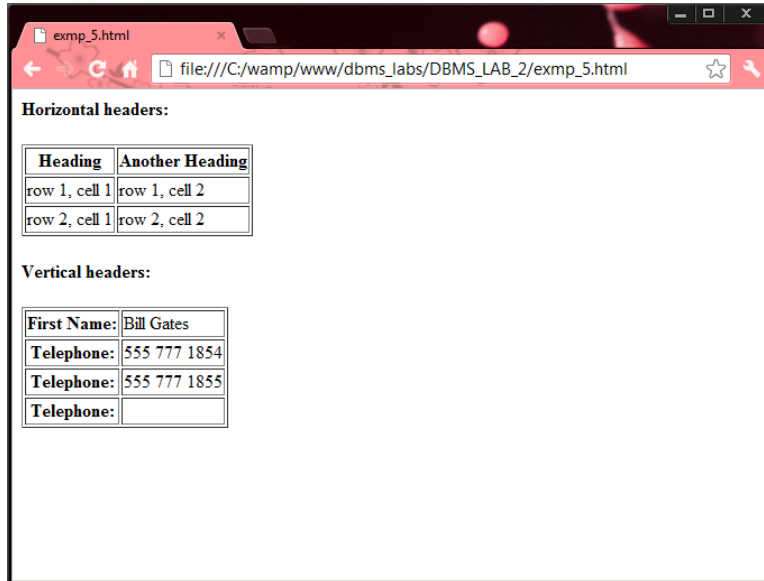 exmp_5.html
file:///C:/wamp/www/dbms_labs/DBMS_LAB_2/exmp_5.html
Horizontal headers:
Heading Another Heading
row 1, cell 1 row 1, cell 2
row 2, cell 1 row 2, cell 2
Vertical headers:
First Name: Bill Gates
Telephone: 555 777 1854
Telephone: 555 777 1855
Telephone: